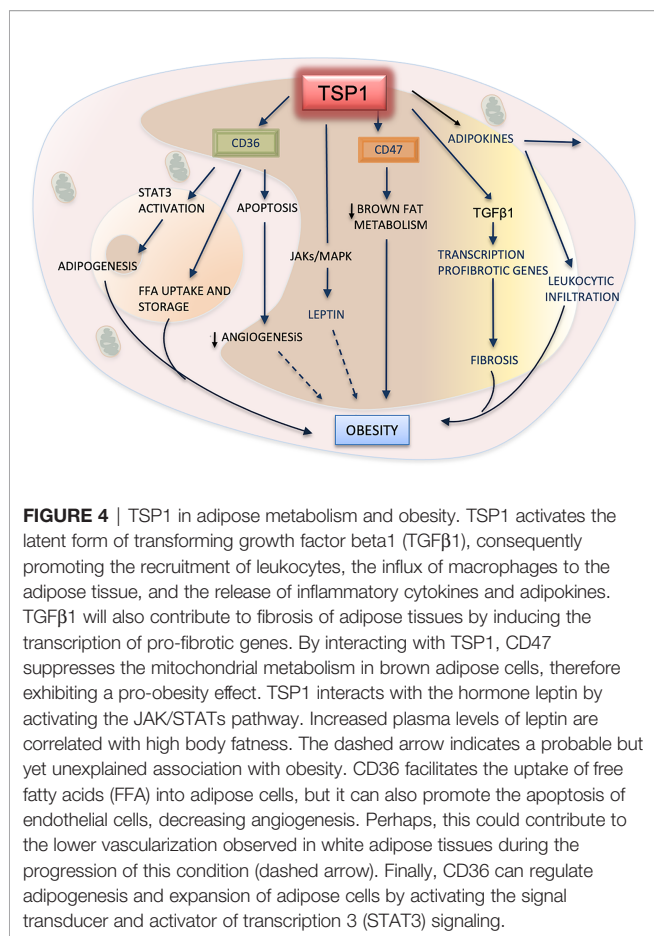 TSP1
CD36
CD47
ADIPOKINES
STAT3
ACTIVATION
APOPTOSIS
BROWN FAT
METABOLISM
TGFβ1
ADIPOGENESIS
FFA UPTAKE AND
STORAGE
JAKs/MAPK
TRANSCRIPTION
PROFIBROTIC GENES
LEUKOCYTIC
INFILTRATION
LEPTIN
ANGIOGENESiS
FIBROSIS
OBESITY
FIGURE 4 | TSP1 in adipose metabolism and obesity. TSP1 activates the
latent form of transforming growth factor beta1 (TGFβ1), consequently
promoting the recruitment of leukocytes, the influx of macrophages to the
adipose tissue, and the release of inflammatory cytokines and adipokines.
TGFβ1 will also contribute to fibrosis of adipose tissues by inducing the
transcription of pro-fibrotic genes. By interacting with TSP1, CD47
suppresses the mitochondrial metabolism in brown adipose cells, therefore
exhibiting a pro-obesity effect. TSP1 interacts with the hormone leptin by
activating the JAK/STATs pathway. Increased plasma levels of leptin are
correlated with high body fatness. The dashed arrow indicates a probable but
yet unexplained association with obesity. CD36 facilitates the uptake of free
fatty acids (FFA) into adipose cells, but it can also promote the apoptosis of
endothelial cells, decreasing angiogenesis. Perhaps, this could contribute to
the lower vascularization observed in white adipose tissues during the
progression of this condition (dashed arrow). Finally, CD36 can regulate
adipogenesis and expansion of adipose cells by activating the signal
transducer and activator of transcription 3 (STAT3) signaling.